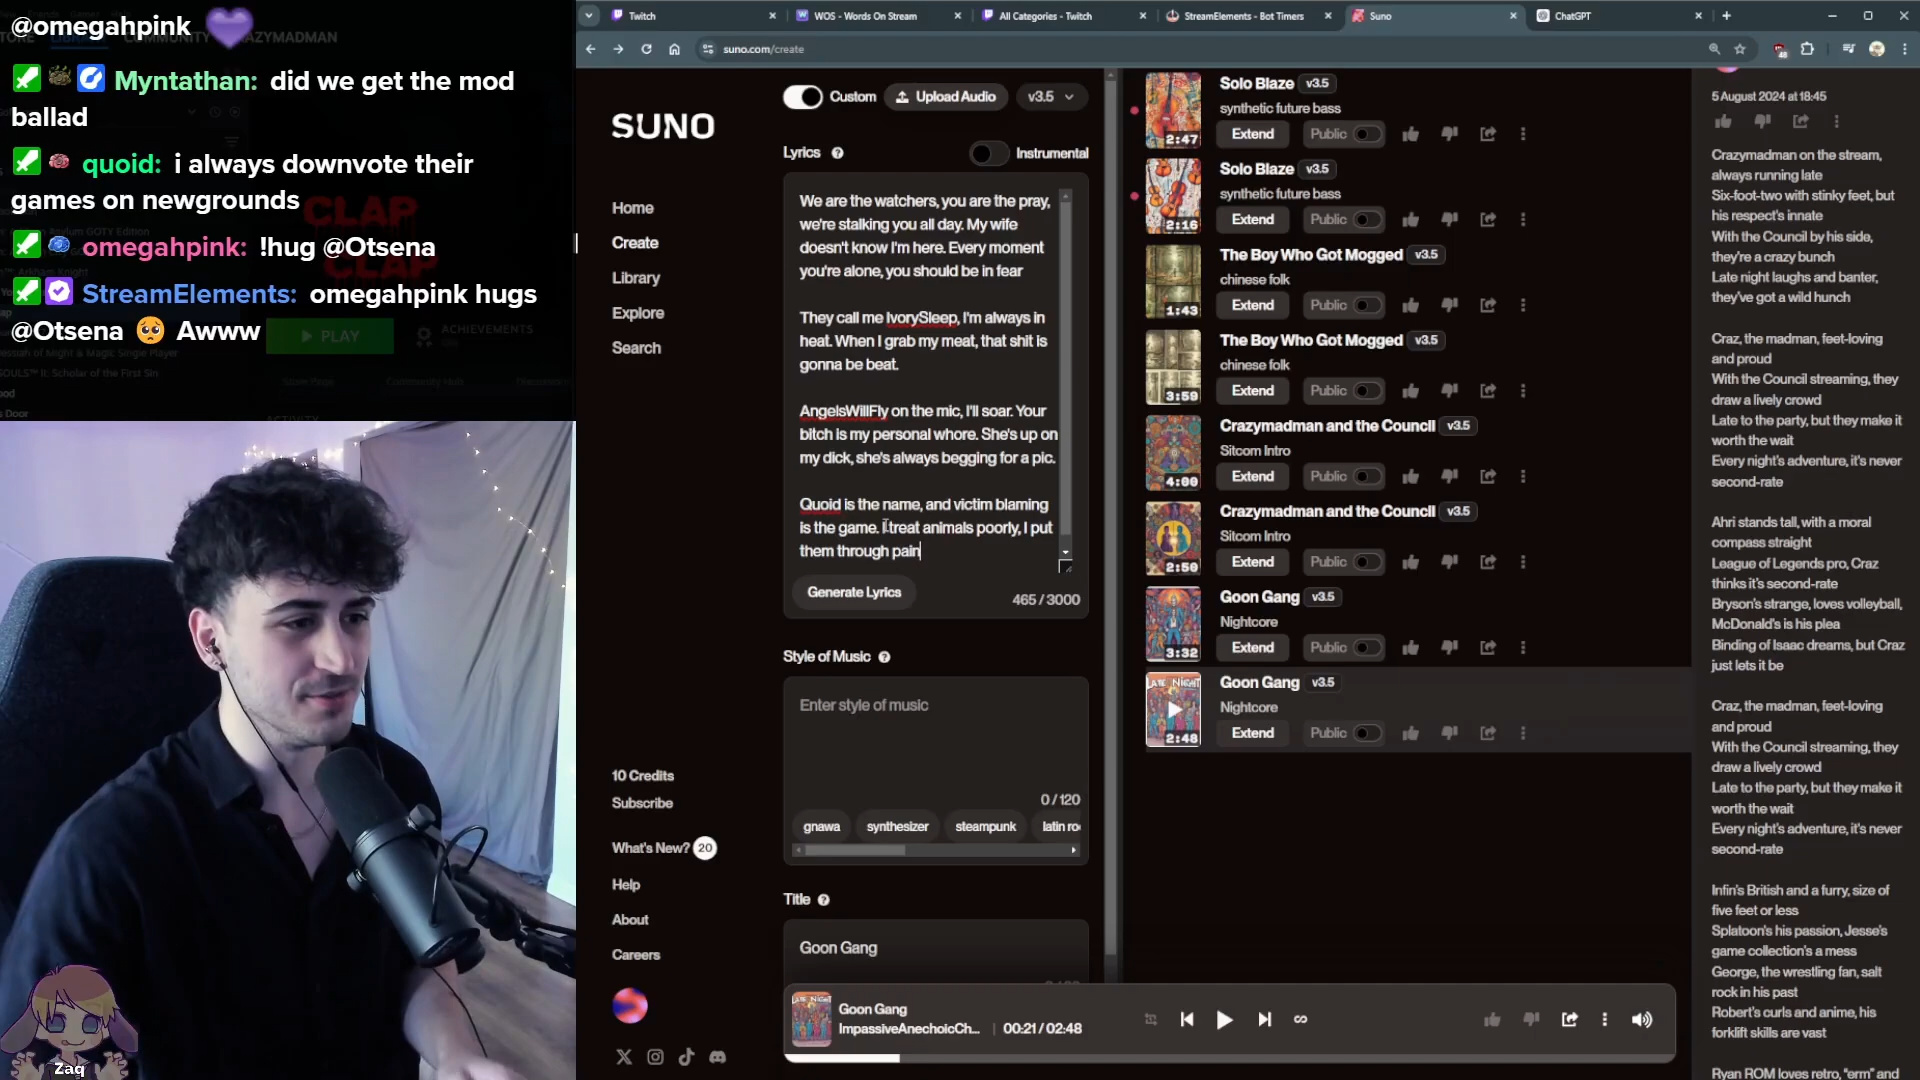 @omegahpink
Myntathan: did we get the mod
ballad
quoid: i always downvote their
games on newgrounds
omegahpink: !hug @Otsena
StreamElements: omegahpink hugs
@Otsena 🥺 Awww
PLAY
ACHIEVEMENTS
Zaq
Twitch
WOS - Words On Stream
All Categories - Twitch
StreamElements - Bot Timers
Suno
ChatGPT
suno.com/create
SUNO
Home
Create
Library
Explore
Search
10 Credits
Subscribe
What's New? 20
Help
About
Careers
Custom
Upload Audio
v3.5
Lyrics
Instrumental
We are the watchers, you are the pray,
we're stalking you all day. My wife
doesn't know I'm here. Every moment
you're alone, you should be in fear
They call me IvorySleep, I'm always in
heat. When I grab my meat, that shit is
gonna be beat.
AngelsWillFly on the mic, I'll soar. Your
bitch is my personal whore. She's up on
my dick, she's always begging for a pic.
Quoid is the name, and victim blaming
is the game. I treat animals poorly, I put
them through pain
Generate Lyrics
465 / 3000
Style of Music
Enter style of music
0 / 120
gnawa
synthesizer
steampunk
latin ro
Title
Goon Gang
Solo Blaze v3.5
synthetic future bass
2:47
Extend
Public
Solo Blaze v3.5
synthetic future bass
2:16
Extend
Public
The Boy Who Got Mogged v3.5
chinese folk
1:43
Extend
Public
The Boy Who Got Mogged v3.5
chinese folk
3:59
Extend
Public
Crazymadman and the Council v3.5
Sitcom Intro
4:00
Extend
Public
Crazymadman and the Council v3.5
Sitcom Intro
2:59
Extend
Public
Goon Gang v3.5
Nightcore
3:32
Extend
Public
Goon Gang v3.5
Nightcore
LATE NIGHT
2:48
Extend
Public
Goon Gang
ImpassiveAnechoicCh...
00:21 / 02:48
5 August 2024 at 18:45
Crazymadman on the stream,
always running late
Six-foot-two with stinky feet, but
his respect's innate
With the Council by his side,
they're a crazy bunch
Late night laughs and banter,
they've got a wild hunch
Craz, the madman, feet-loving
and proud
With the Council streaming, they
draw a lively crowd
Late to the party, but they make it
worth the wait
Every night's adventure, it's never
second-rate
Ahri stands tall, with a moral
compass straight
League of Legends pro, Craz
thinks it's second-rate
Bryson's strange, loves volleyball,
McDonald's is his plea
Binding of Isaac dreams, but Craz
just lets it be
Craz, the madman, feet-loving
and proud
With the Council streaming, they
draw a lively crowd
Late to the party, but they make it
worth the wait
Every night's adventure, it's never
second-rate
Infin's British and a furry, size of
five feet or less
Splatoon's his passion, Jesse's
game collection's a mess
George, the wrestling fan, salt
rock in his past
Robert's curls and anime, his
forklift skills are vast
Ryan ROM loves retro, "erm" and